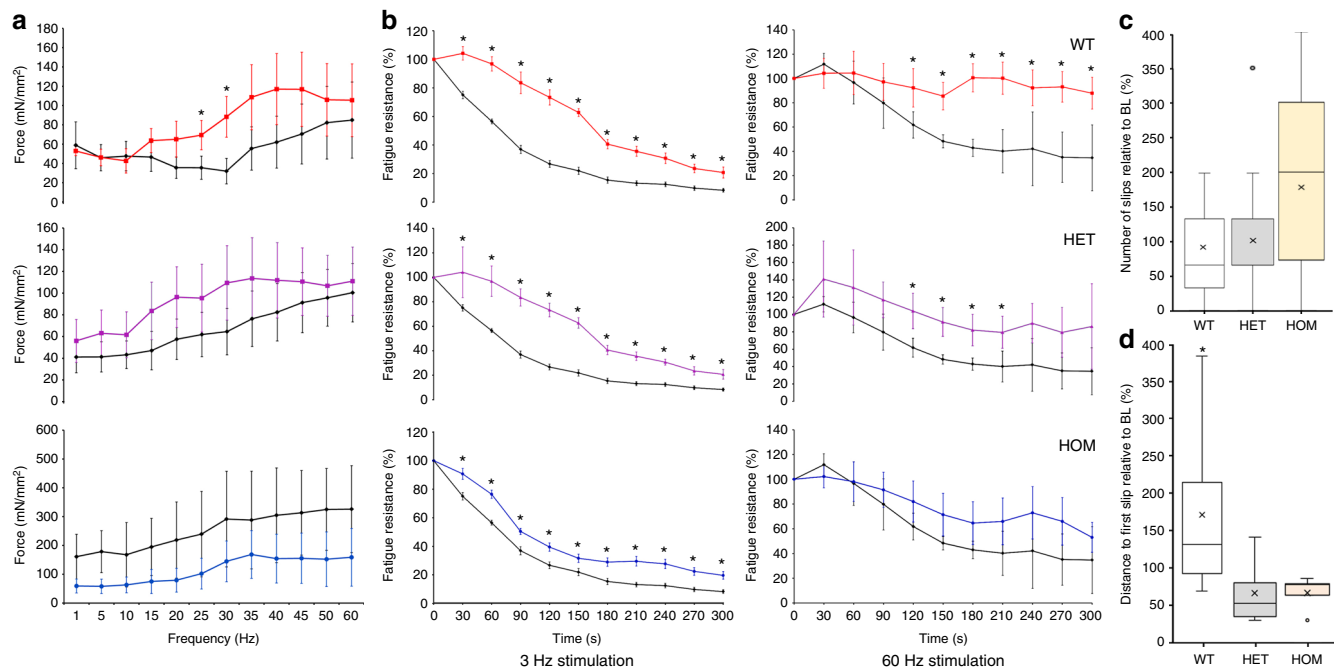 a
b
c
d
Force (mN/mm²)
180
160
140
120
100
80
60
40
20
0
* *
Force (mN/mm²)
160
140
120
100
80
60
40
20
0
Force (mN/mm²)
600
500
400
300
200
100
0
1 5 10 15 20 25 30 35 40 45 50 60
Frequency (Hz)
Fatigue resistance (%)
120
100
80
60
40
20
0
* * * * * * * * * *
Fatigue resistance (%)
140
120
100
80
60
40
20
0
* * * * * * * * * *
Fatigue resistance (%)
120
100
80
60
40
20
0
* * * * * * * * * *
0 30 60 90 120 150 180 210 240 270 300
Time (s)
3 Hz stimulation
WT
Fatigue resistance (%)
140
120
100
80
60
40
20
0
* * * * * * *
HET
Fatigue resistance (%)
200
180
160
140
120
100
80
60
40
20
0
* * * *
HOM
Fatigue resistance (%)
140
120
100
80
60
40
20
0
0 30 60 90 120 150 180 210 240 270 300
Time (s)
60 Hz stimulation
Number of slips relative to BL (%)
400
350
300
250
200
150
100
50
0
WT HET HOM
Distance to first slip relative to BL (%)
400
350
300
250
200
150
100
50
0
*
WT HET HOM